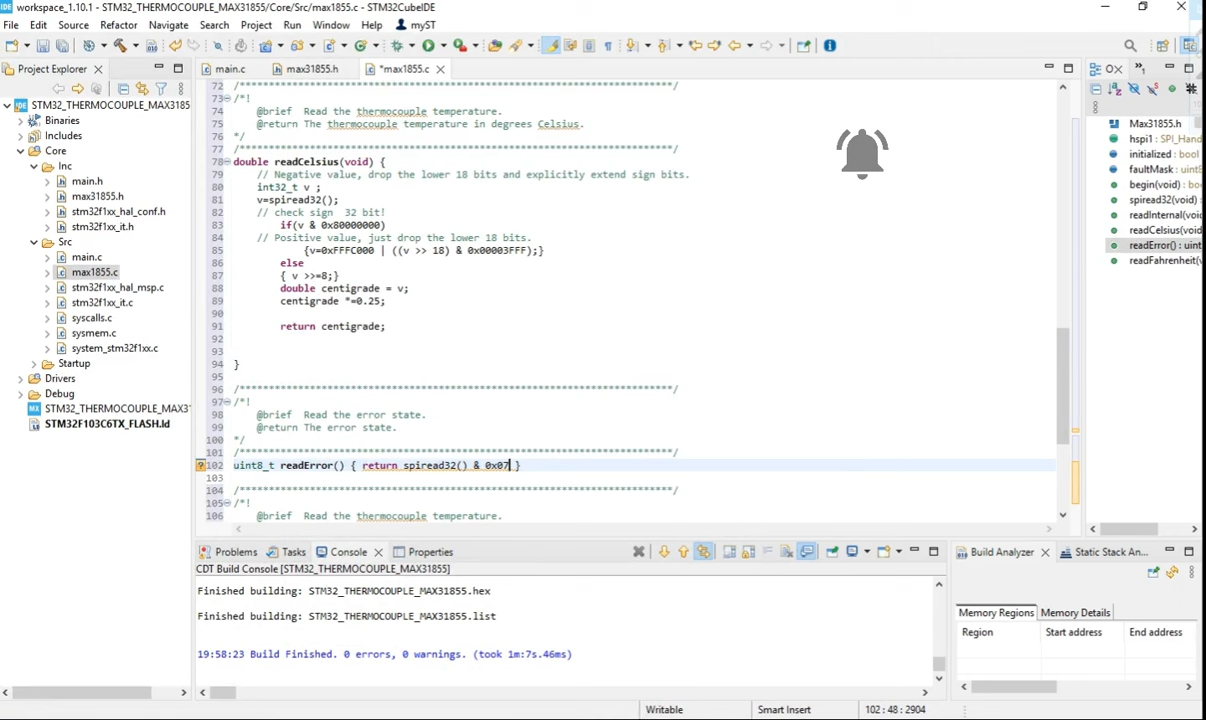 workspace_1.10.1 - STM32_THERMOCOUPLE_MAX31855/Core/Src/max1855.c - STM32CubeIDE
File Edit Source Refactor Navigate Search Project Run Window Help myST
Project Explorer
main.c
max31855.h
*max1855.c
STM32_THERMOCOUPLE_MAX3185
Binaries
Includes
Core
Inc
main.h
max31855.h
stm32f1xx_hal_conf.h
stm32f1xx_it.h
Src
main.c
max1855.c
stm32f1xx_hal_msp.c
stm32f1xx_it.c
syscalls.c
sysmem.c
system_stm32f1xx.c
Startup
Drivers
Debug
STM32_THERMOCOUPLE_MAX31
STM32F103C6TX_FLASH.ld
72 /**************************************************************************/
73 /*!
74 @brief Read the thermocouple temperature.
75 @return The thermocouple temperature in degrees Celsius.
76 */
77 /**************************************************************************/
78 double readCelsius(void) {
79 // Negative value, drop the lower 18 bits and explicitly extend sign bits.
80 int32_t v ;
81 v=spiread32();
82 // check sign 32 bit!
83 if(v & 0x80000000)
84 // Positive value, just drop the lower 18 bits.
85 {v=0xFFFC000 | ((v >> 18) & 0x00003FFF);}
86 else
87 { v >>=8;}
88 double centigrade = v;
89 centigrade *=0.25;
90
91 return centigrade;
92
93
94 }
95
96 /**************************************************************************/
97 /*!
98 @brief Read the error state.
99 @return The error state.
100 */
101 /**************************************************************************/
102 uint8_t readError() { return spiread32() & 0x07 }
103
104 /**************************************************************************/
105 /*!
106 @brief Read the thermocouple temperature.
Max31855.h
hspi1 : SPI_Hand
initialized : bool
faultMask : uint8
begin(void)
spiread32(void)
readInternal(void)
readCelsius(void)
readError() : uint
readFahrenheit(v
Problems
Tasks
Console
Properties
CDT Build Console [STM32_THERMOCOUPLE_MAX31855]
Finished building: STM32_THERMOCOUPLE_MAX31855.hex
Finished building: STM32_THERMOCOUPLE_MAX31855.list
19:58:23 Build Finished. 0 errors, 0 warnings. (took 1m:7s.46ms)
Build Analyzer
Static Stack An...
Memory Regions Memory Details
Region Start address End address
Writable
Smart Insert
102 : 48 : 2904